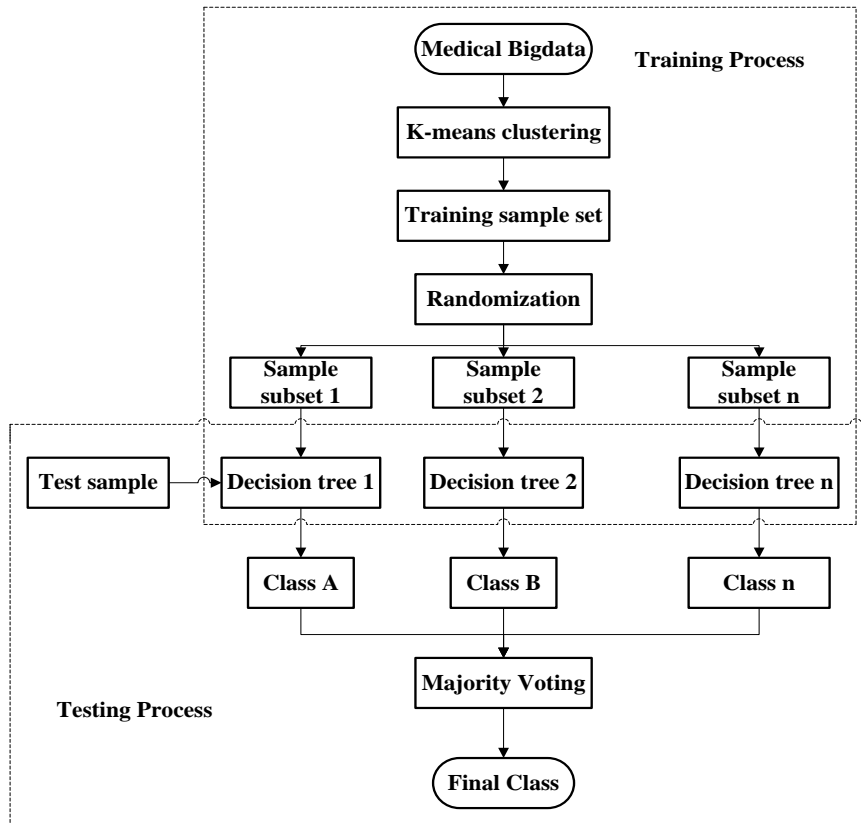 Medical Bigdata
Training Process
K-means clustering
Training sample set
Randomization
Sample
subset 1
Sample
subset 2
Sample
subset n
Test sample
Decision tree 1
Decision tree 2
Decision tree n
Class A
Class B
Class n
Majority Voting
Testing Process
Final Class